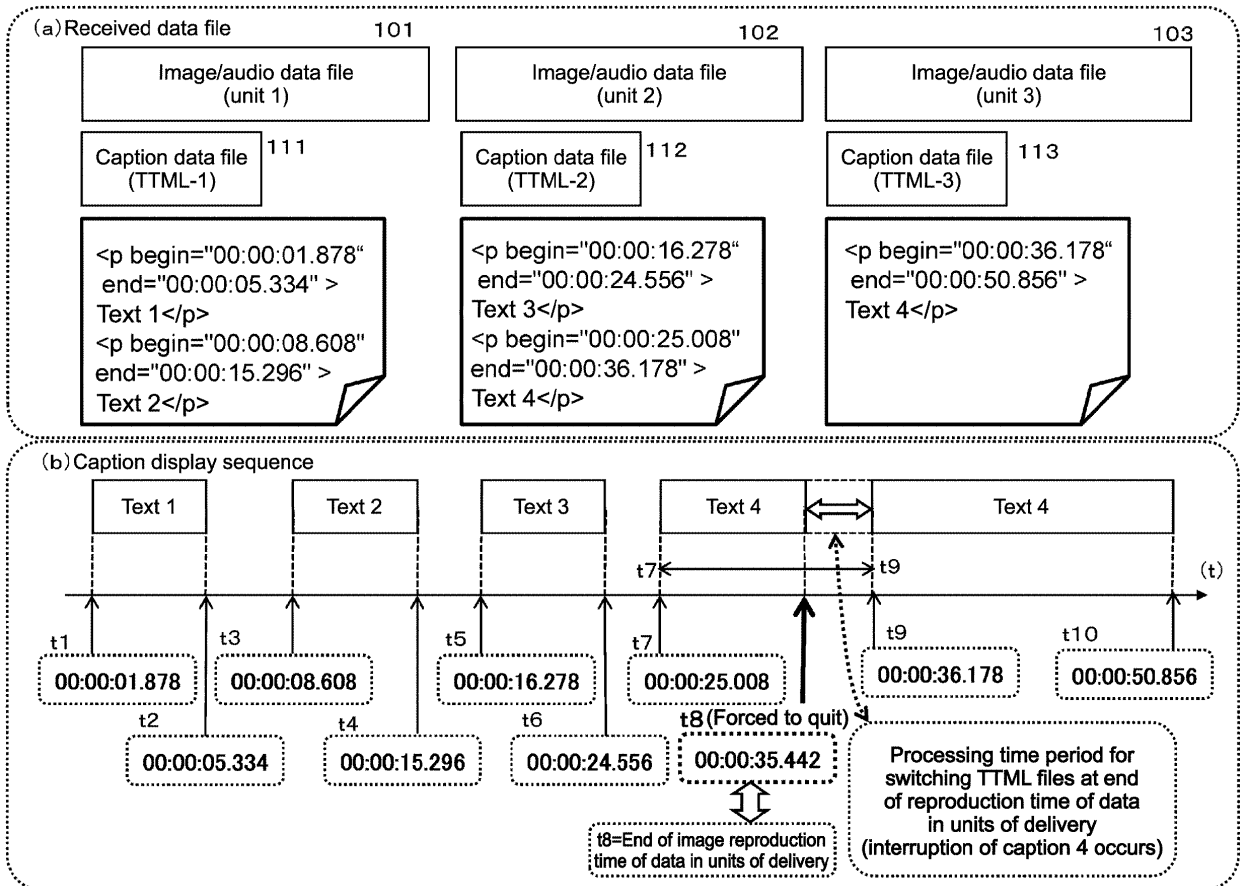 (a) Received data file
101
102
103
Image/audio data file
(unit 1)
Image/audio data file
(unit 2)
Image/audio data file
(unit 3)
Caption data file
(TTML-1)
111
Caption data file
(TTML-2)
112
Caption data file
(TTML-3)
113
<p begin="00:00:01.878“
end="00:00:05.334" >
Text 1</p>
<p begin="00:00:08.608"
end="00:00:15.296" >
Text 2</p>
<p begin="00:00:16.278“
end="00:00:24.556" >
Text 3</p>
<p begin="00:00:25.008"
end="00:00:36.178" >
Text 4</p>
<p begin="00:00:36.178“
end="00:00:50.856" >
Text 4</p>
(b) Caption display sequence
Text 1
Text 2
Text 3
Text 4
Text 4
t7
t9
(t)
t1
t3
t5
t7
t9
t10
00:00:01.878
00:00:08.608
00:00:16.278
00:00:25.008
00:00:36.178
00:00:50.856
t2
t4
t6
t8 (Forced to quit)
00:00:05.334
00:00:15.296
00:00:24.556
00:00:35.442
Processing time period for
switching TTML files at end
of reproduction time of data
in units of delivery
(interruption of caption 4 occurs)
t8=End of image reproduction
time of data in units of delivery